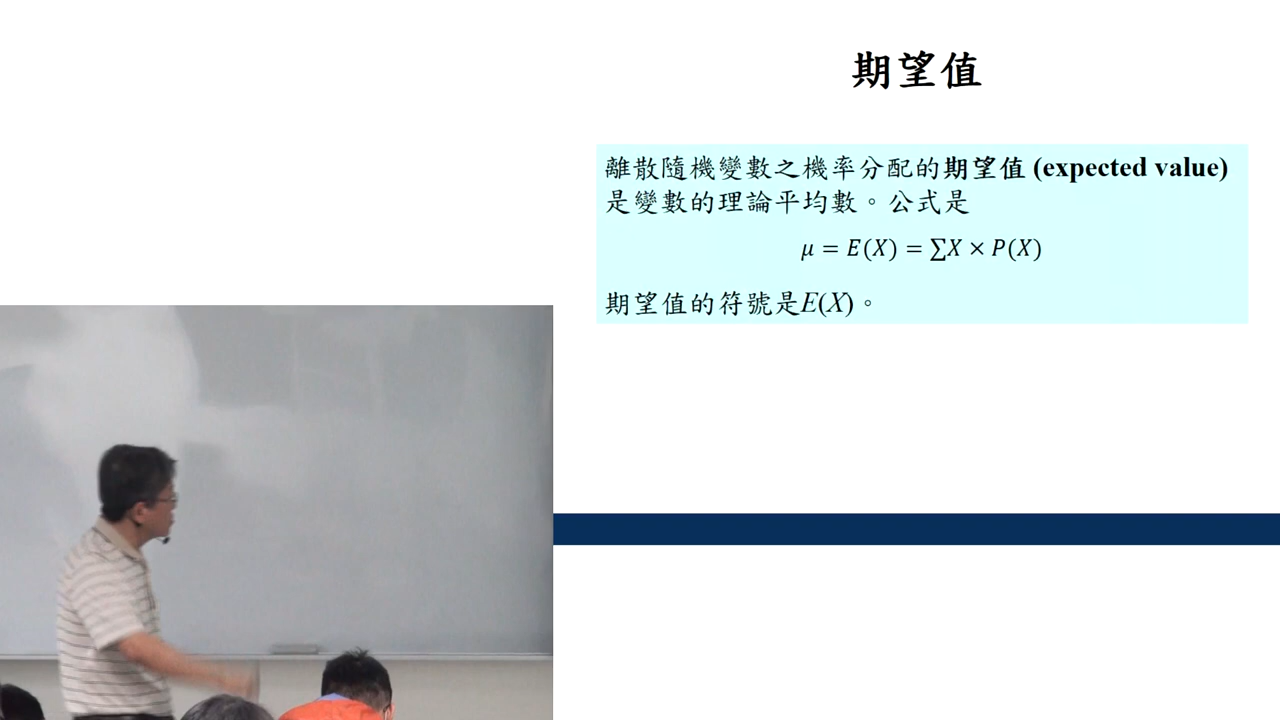 期望值
離散隨機變數之機率分配的期望值 (expected value)
是變數的理論平均數。公式是
μ = E(X) = ∑X × P(X)
期望值的符號是E(X)。